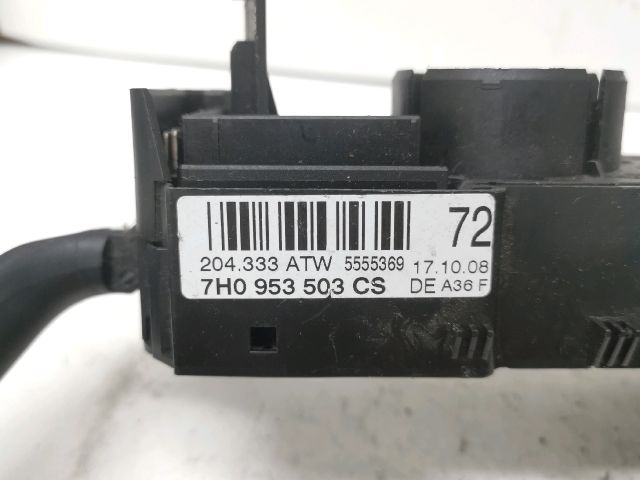 72
204.333 ATW 5555369 17.10.08
7H0 953 503 CS DE A36 F